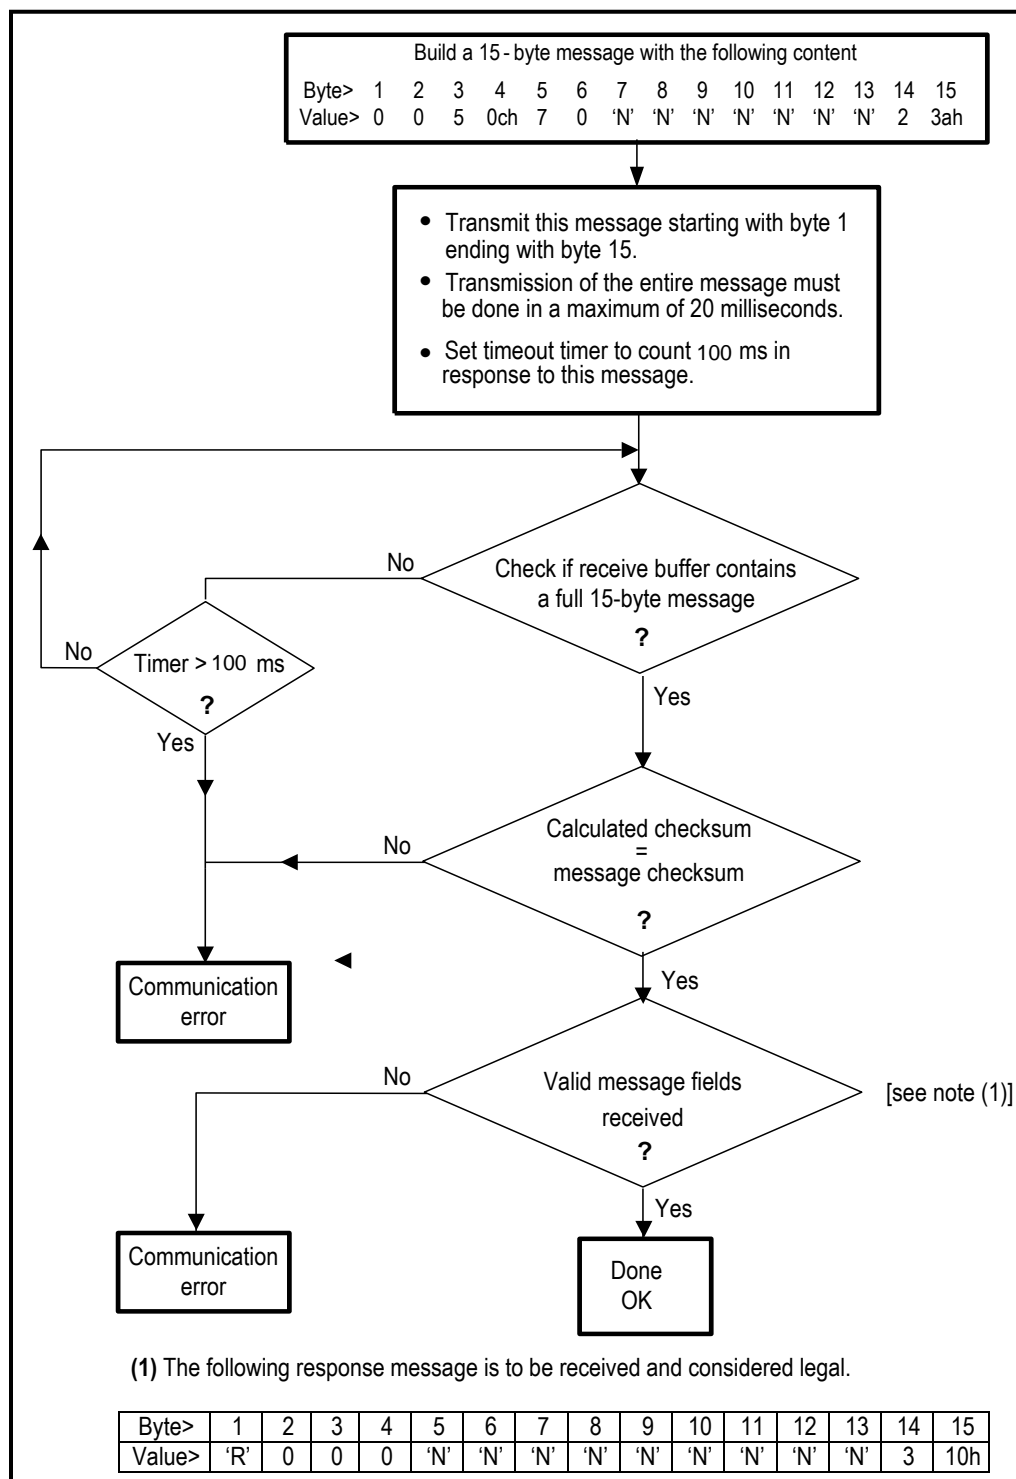 Build a 15-byte message with the following content
Byte> 1 2 3 4 5 6 7 8 9 10 11 12 13 14 15
Value> 0 0 5 0ch 7 0 ‘N’ ‘N’ ‘N’ ‘N’ ‘N’ ‘N’ ‘N’ 2 3ah
• Transmit this message starting with byte 1
ending with byte 15.
• Transmission of the entire message must
be done in a maximum of 20 milliseconds.
• Set timeout timer to count 100 ms in
response to this message.
No
Check if receive buffer contains
a full 15-byte message
?
No
Timer > 100 ms
?
Yes
Yes
No
Calculated checksum
=
message checksum
?
Communication
error
Yes
No
Valid message fields
received
?
[see note (1)]
Yes
Communication
error
Done
OK
(1) The following response message is to be received and considered legal.
Byte> 1 2 3 4 5 6 7 8 9 10 11 12 13 14 15
Value> ‘R’ 0 0 0 ‘N’ ‘N’ ‘N’ ‘N’ ‘N’ ‘N’ ‘N’ ‘N’ ‘N’ 3 10h